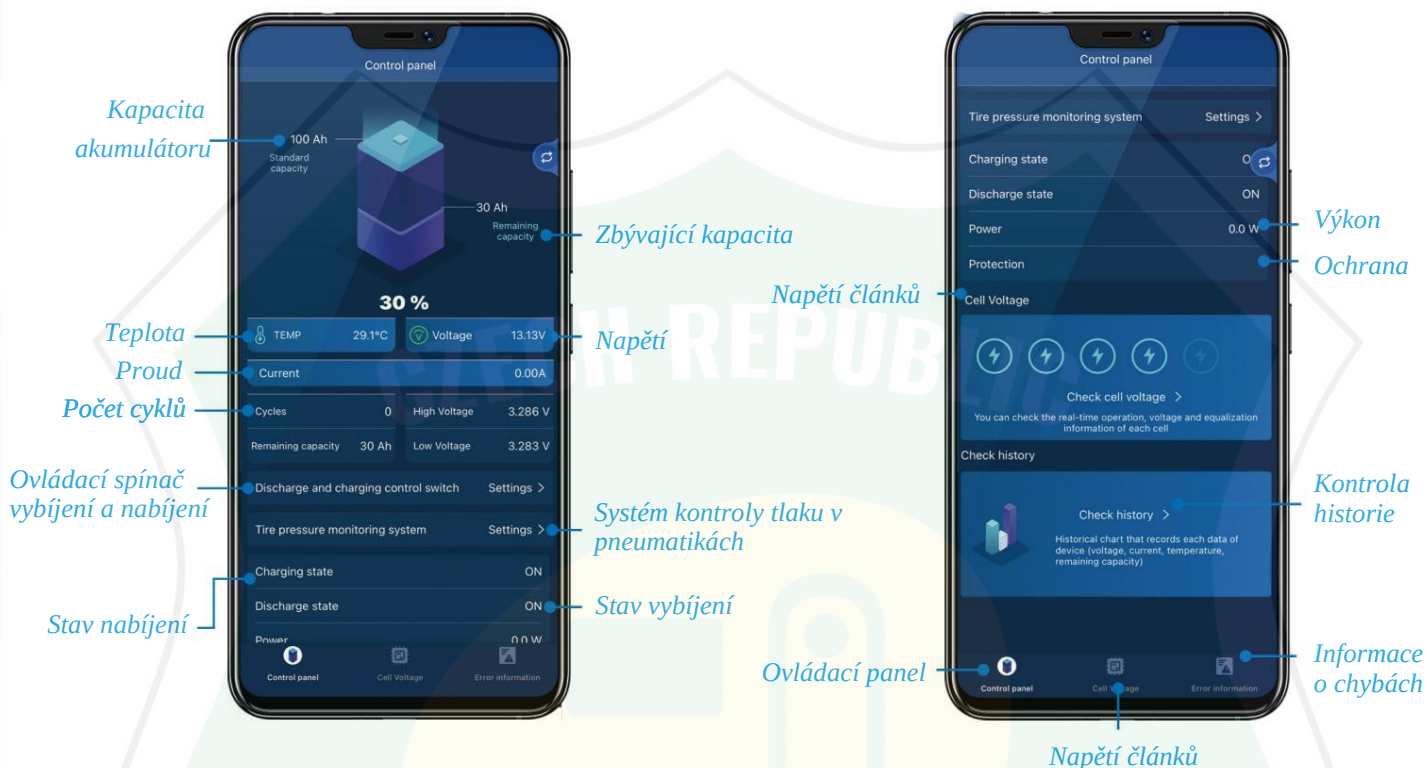 Control panel
Kapacita
akumulátoru
100 Ah
Standard
capacity
30 Ah
Remaining
capacity
Zbývající kapacita
30 %
Teplota
TEMP 29.1°C
Voltage 13.13V
Napětí
Proud
Current 0.00A
Počet cyklů
Cycles 0
High Voltage 3.286 V
Remaining capacity 30 Ah
Low Voltage 3.283 V
Ovládací spínač
vybíjení a nabíjení
Discharge and charging control switch Settings >
Tire pressure monitoring system Settings >
Systém kontroly tlaku v
pneumatikách
Charging state ON
Stav nabíjení
Discharge state ON
Stav vybíjení
Power 0.0 W
Control panel
Cell Voltage
Error information
Control panel
Tire pressure monitoring system Settings >
Charging state
Discharge state ON
Power 0.0 W
Výkon
Protection
Ochrana
Napětí článků
Cell Voltage
Check cell voltage >
You can check the real-time operation, voltage and equalization
information of each cell
Check history
Check history >
Kontrola
historie
Historical chart that records each data of
device (voltage, current, temperature,
remaining capacity)
Ovládací panel
Control panel
Cell Voltage
Error information
Informace
o chybách
Napětí článků
CZECH REPUBLIC